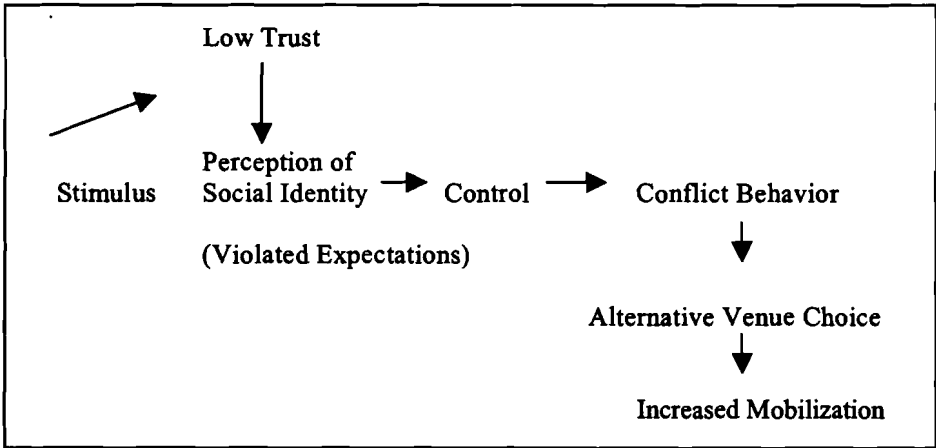 Low Trust
Perception of
Stimulus Social Identity Control Conflict Behavior
(Violated Expectations)
Alternative Venue Choice
Increased Mobilization